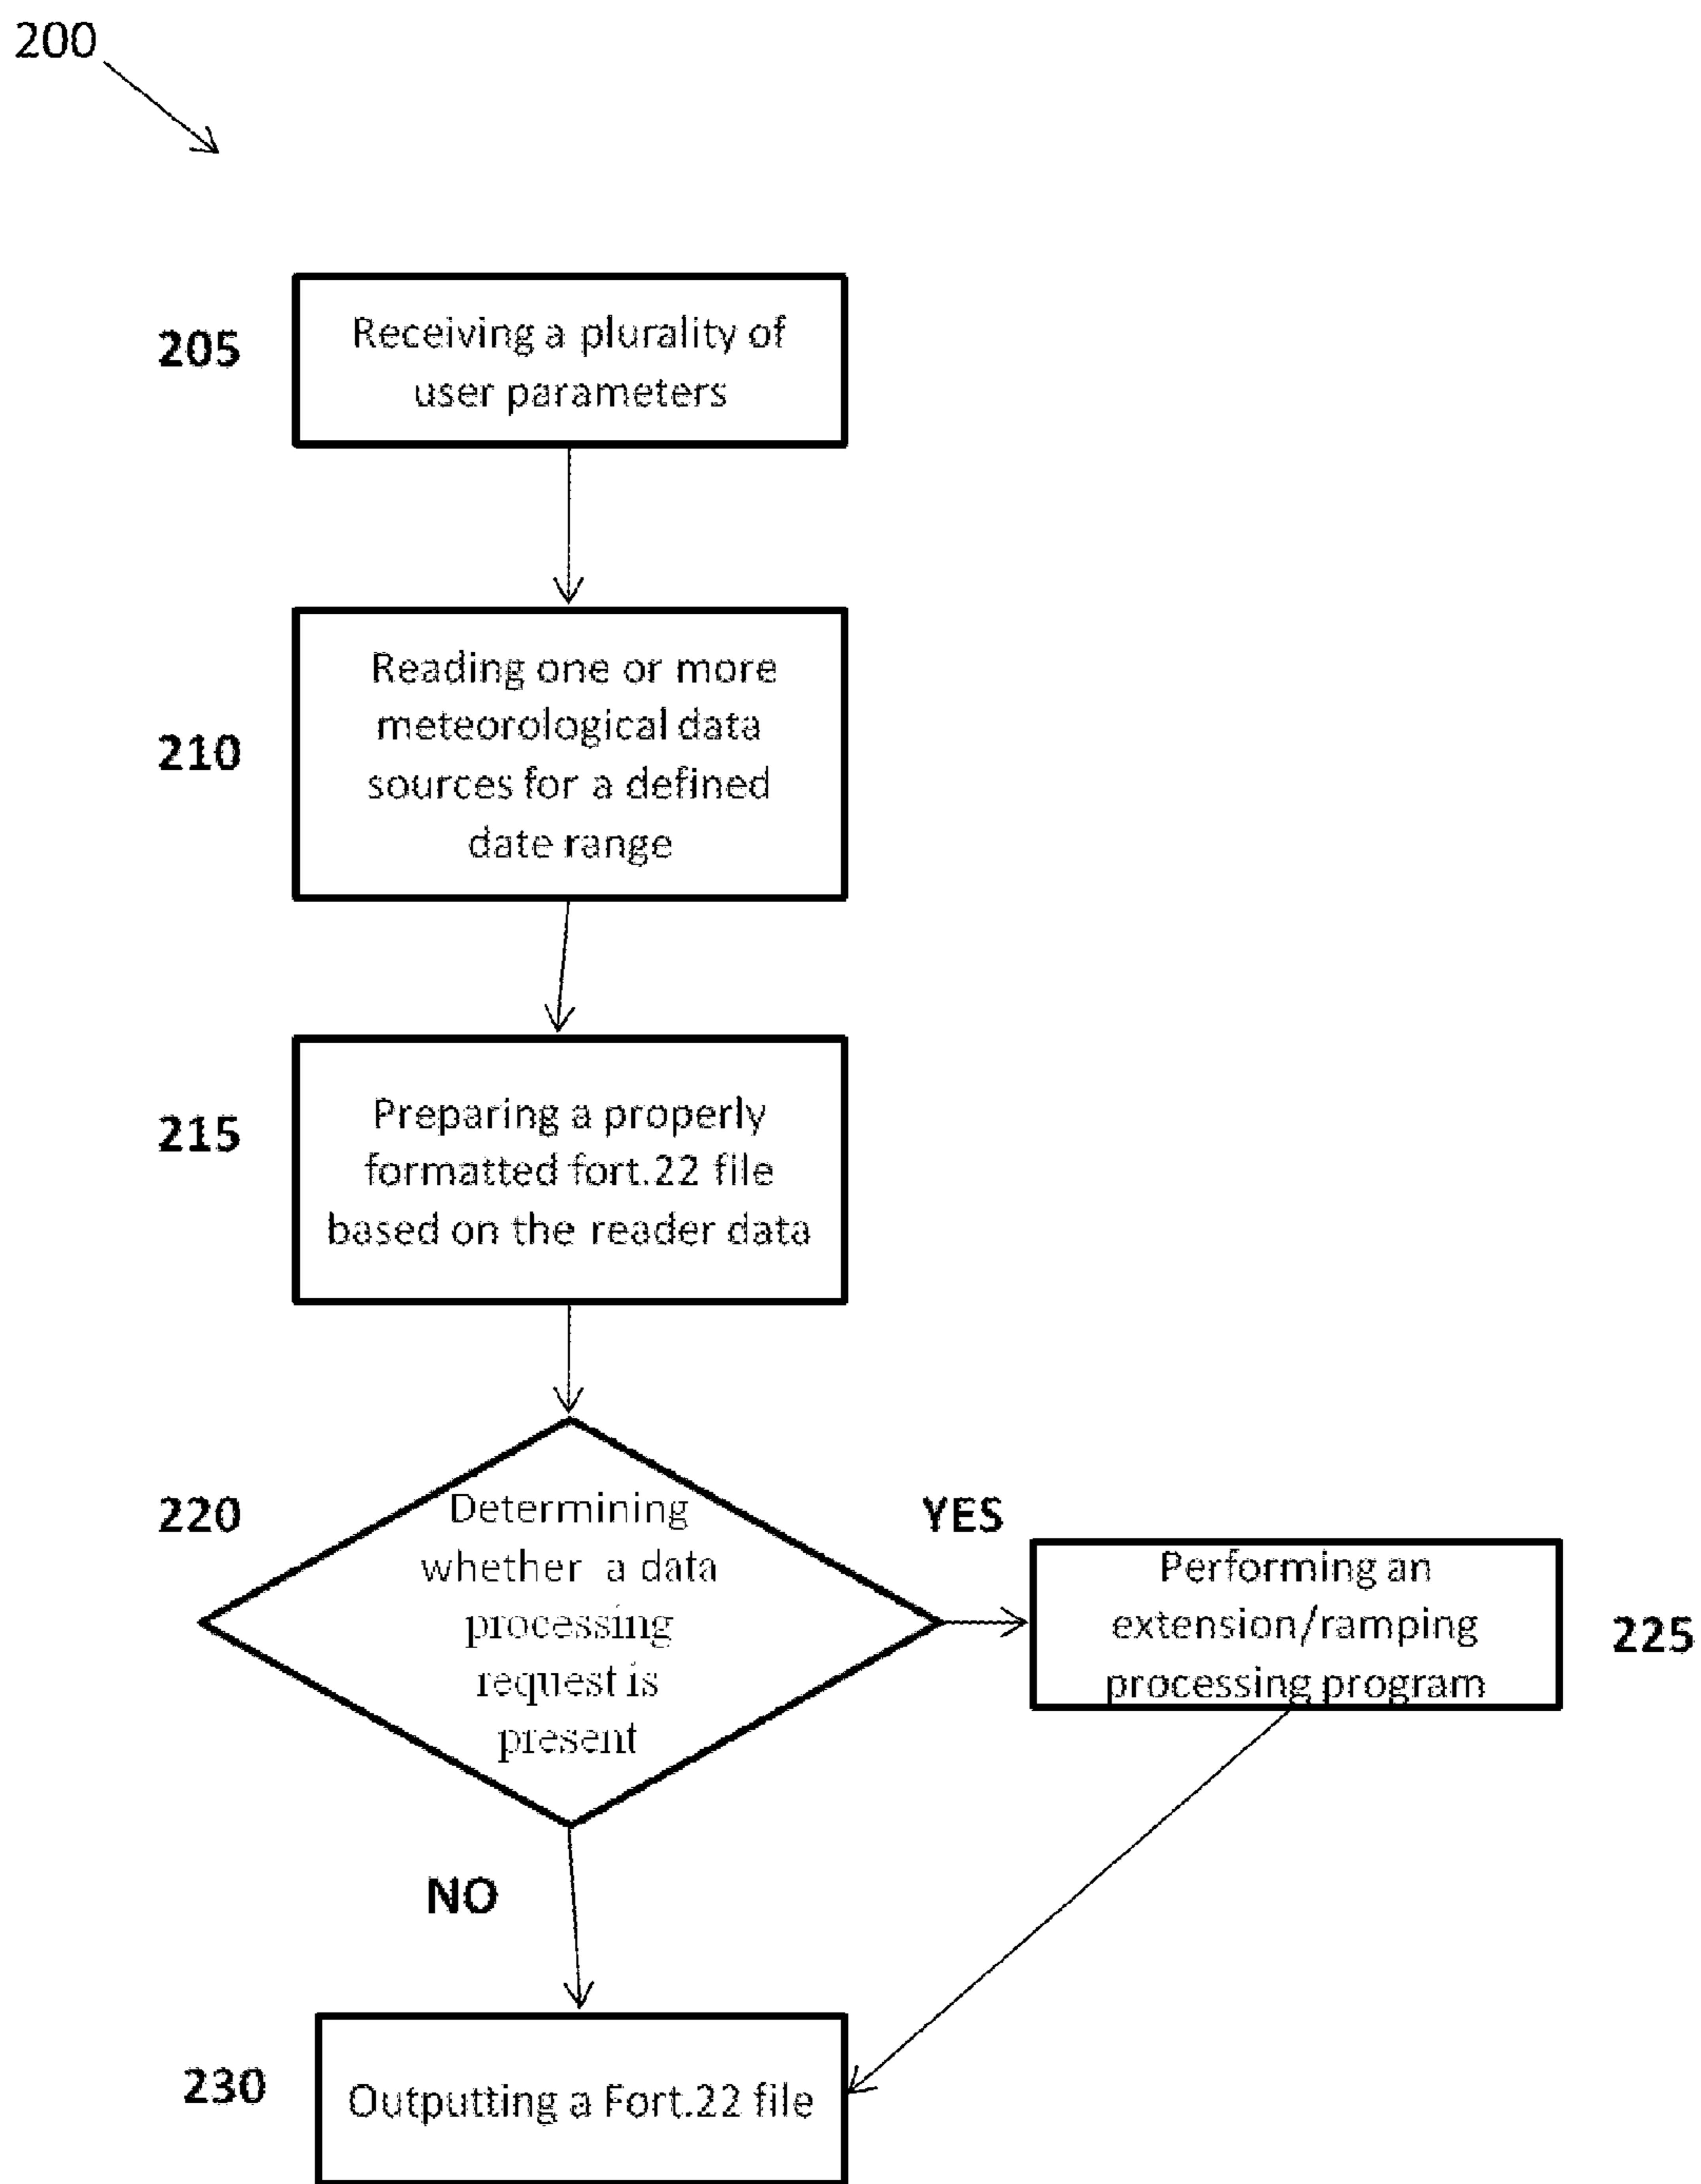 200
205
Receiving a plurality of
user parameters
210
Reading one or more
meteorological data
sources for a defined
date range
215
Preparing a properly
formatted fort.22 file
based on the reader data
220
Determining
whether a data
processing
request is
present
YES
Performing an
extension/ramping
processing program
225
NO
230
Outputting a Fort.22 file